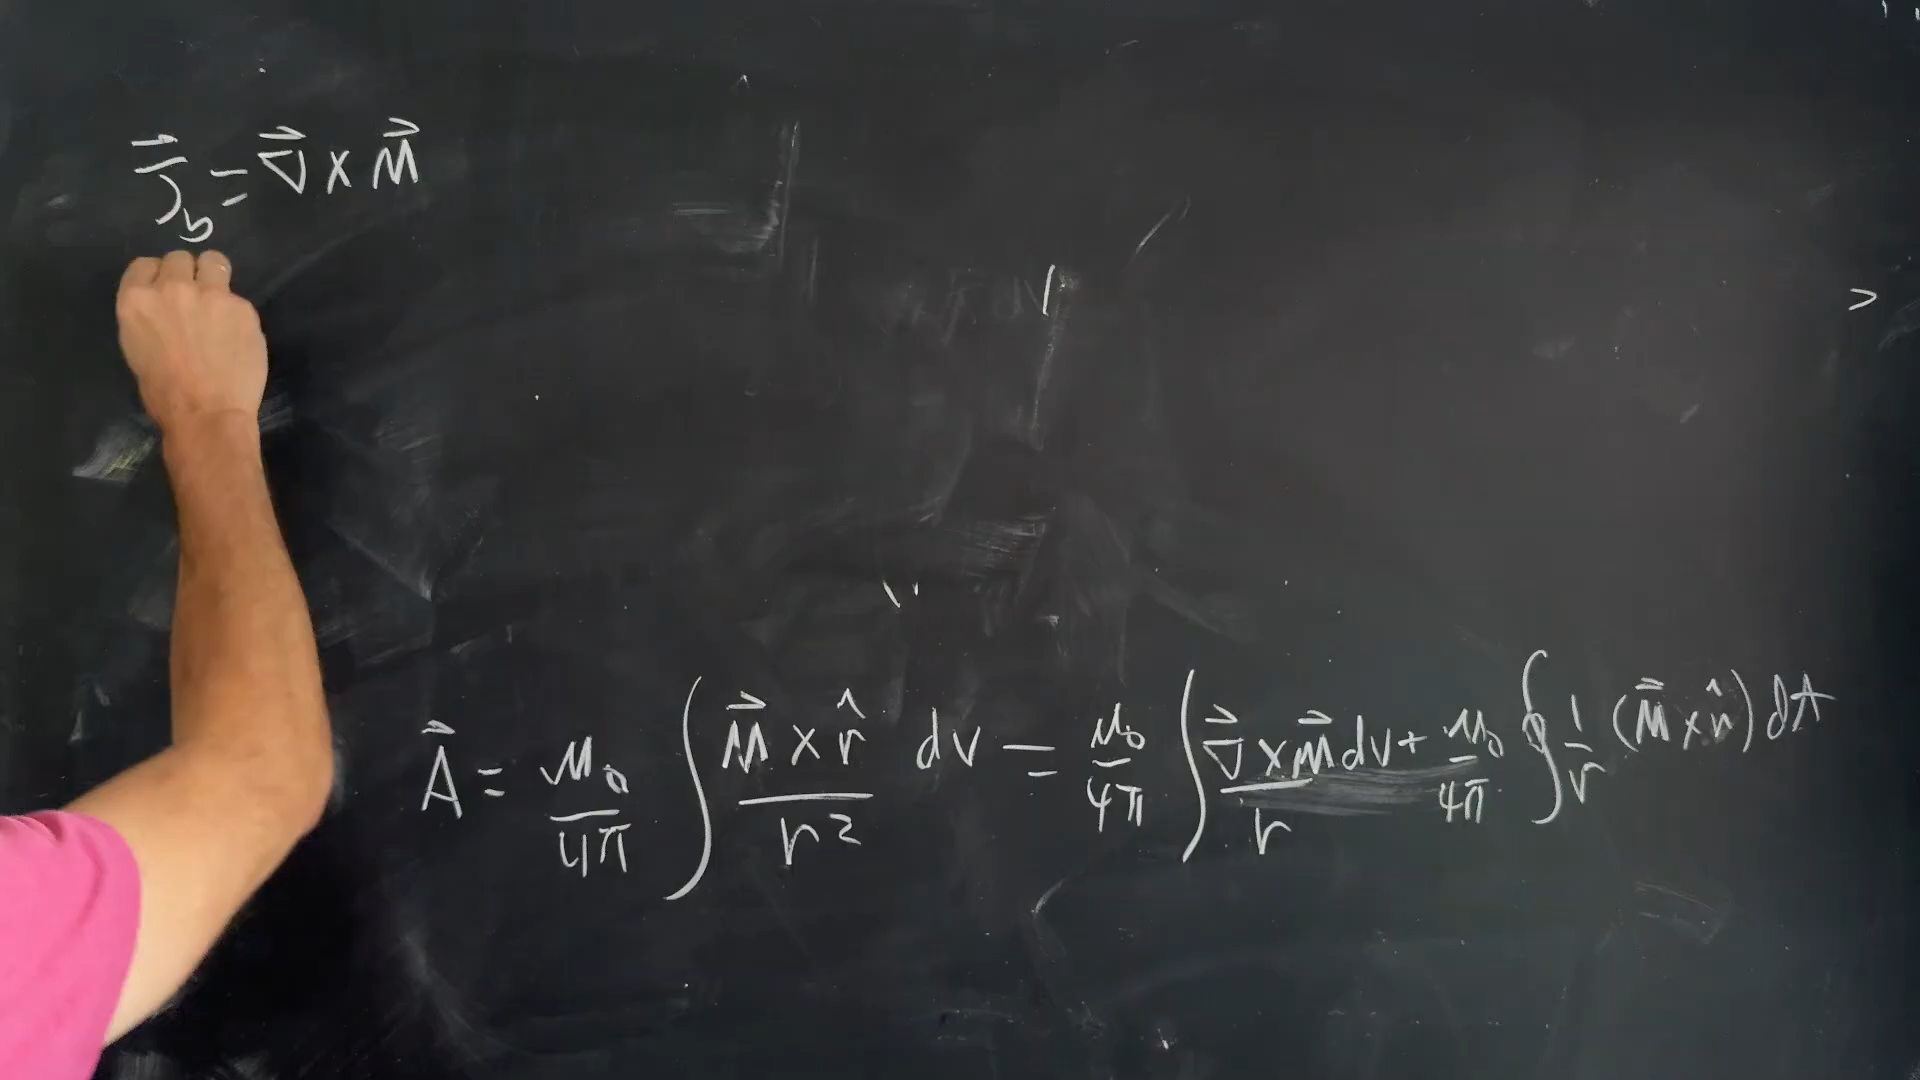 J⃗_b = ∇⃗ × M⃗
A⃗ = μ₀/4π ∫ (M⃗ × r̂)/r² dV = μ₀/4π ∫ (∇⃗ × M⃗)/r dV + μ₀/4π ∮ 1/r (M⃗ × r̂) dA